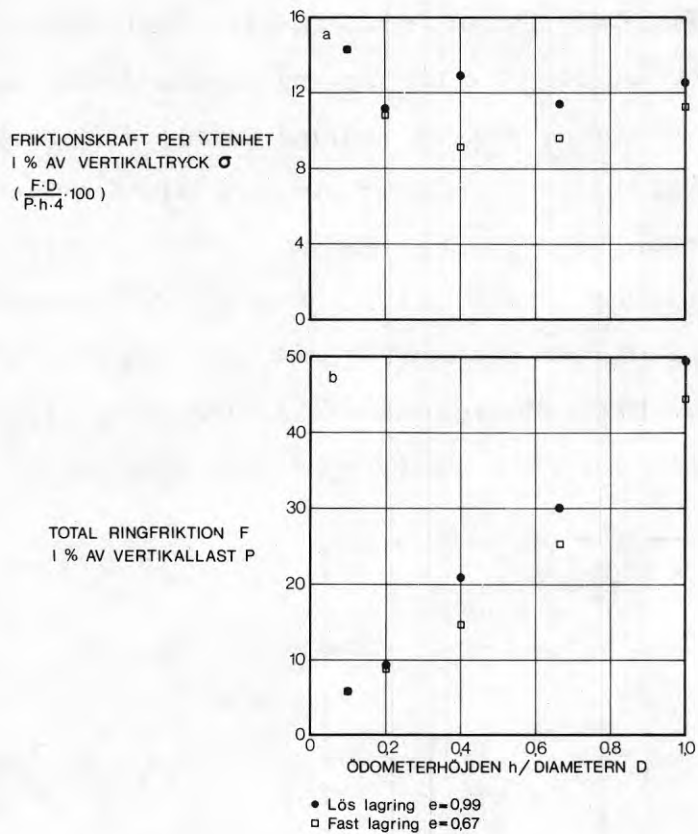 16
a
12
8
4
0
FRIKTIONSKRAFT PER YTENHET
I % AV VERTIKALTRYCK σ
(F·D/P·h·4·100)
50
b
40
30
20
10
0
TOTAL RINGFRIKTION F
I % AV VERTIKALLAST P
0 0,2 0,4 0,6 0,8 1,0
ÖDOMETERHÖJDEN h/DIAMETERN D
● Lös lagring e=0,99
□ Fast lagring e=0,67